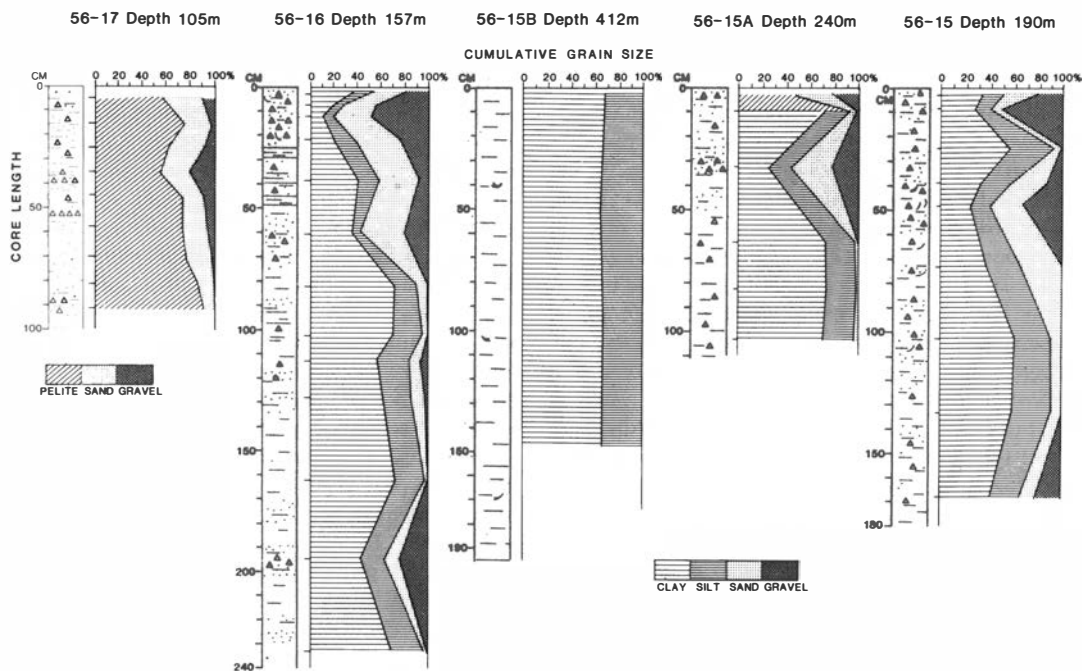 56-17 Depth 105m 56-16 Depth 157m 56-15B Depth 412m 56-15A Depth 240m 56-15 Depth 190m
CUMULATIVE GRAIN SIZE
CM 0 20 40 60 80 100% CM 0 20 40 60 80 100% CM 0 20 40 60 80 100% CM 0 20 40 60 80 100% 0 20 40 60 80 100%
0 0 0 0 0
CM
CORE LENGTH
50 50 50 50 50
100 100 100 100 100
PELITE SAND GRAVEL
150 150 150
180
190
200
CLAY SILT SAND GRAVEL
240